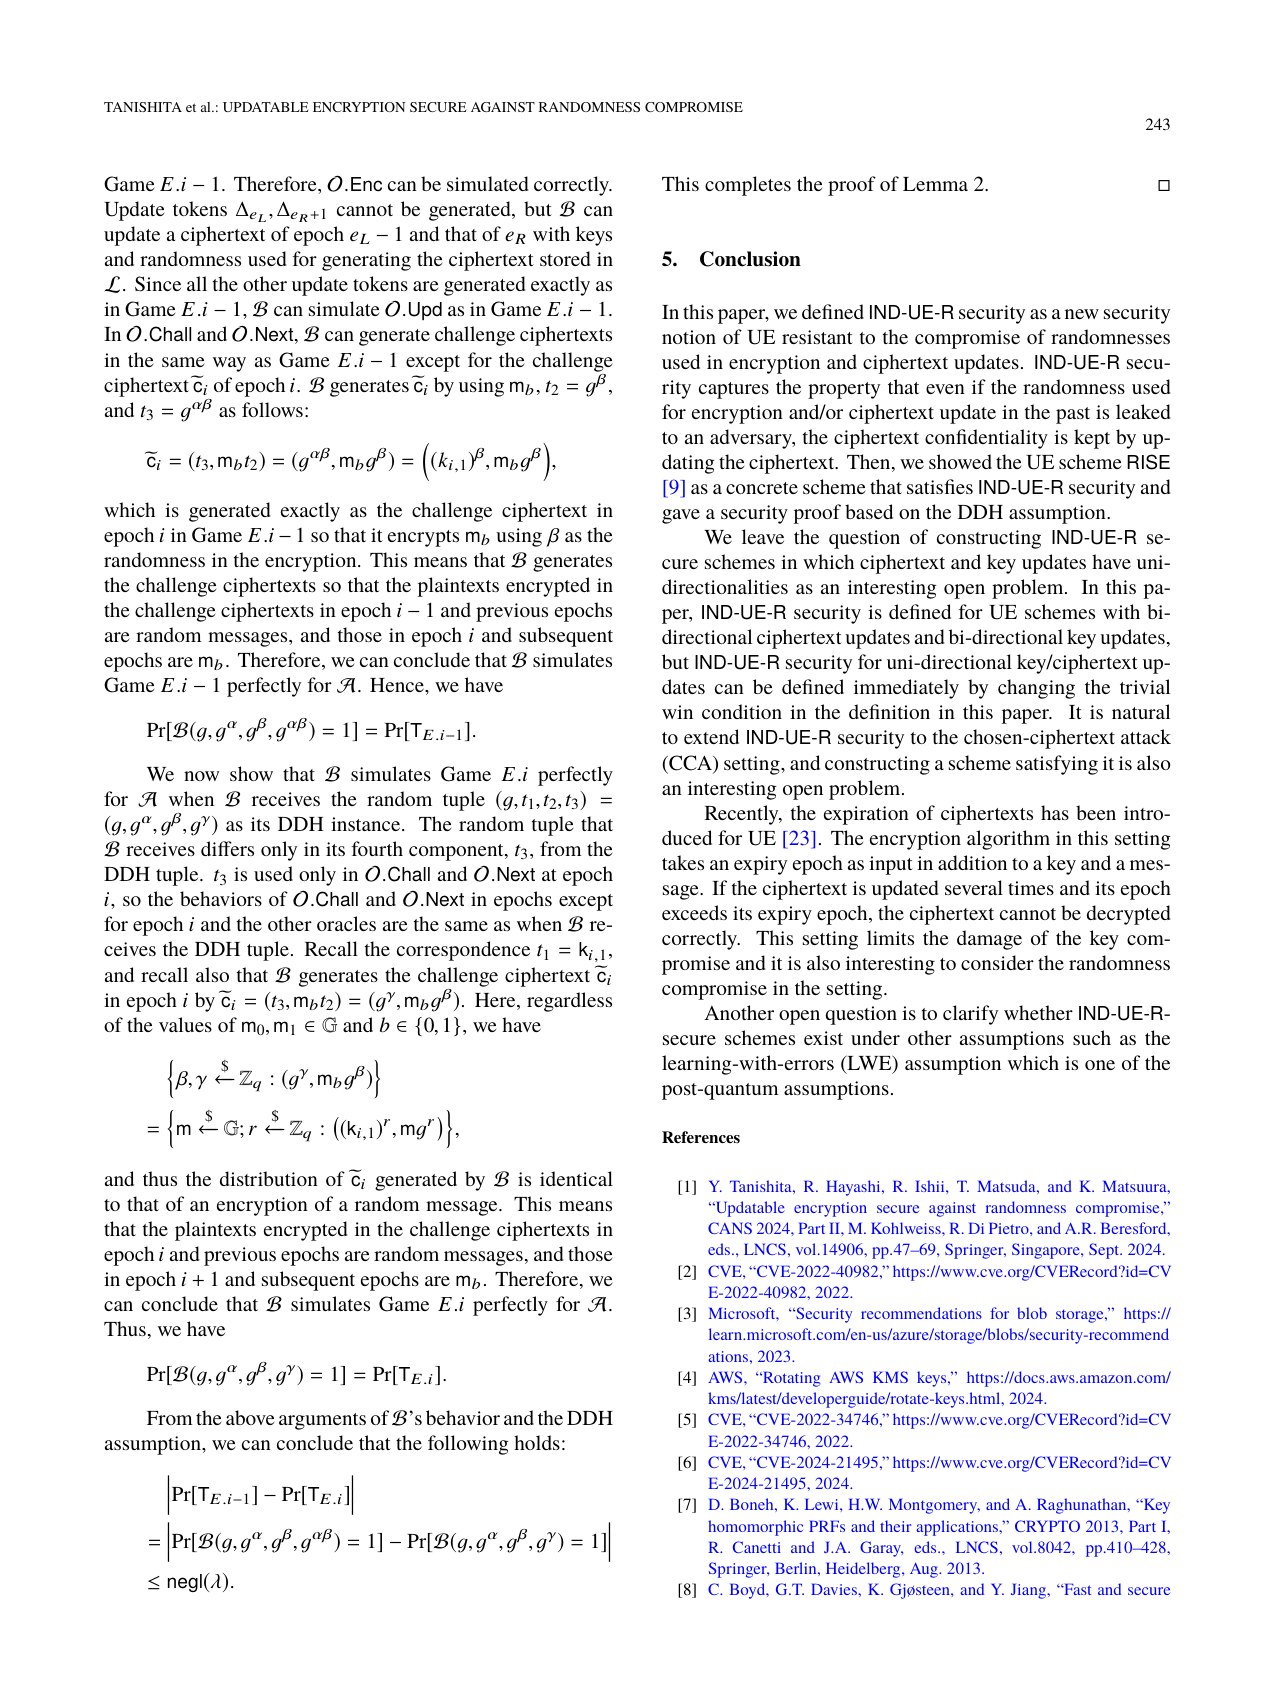 TANISHITA et al.: UPDATABLE ENCRYPTION SECURE AGAINST RANDOMNESS COMPROMISE
243
Game E.i − 1. Therefore, O.Enc can be simulated correctly.
Update tokens Δ_{e_L}, Δ_{e_R+1} cannot be generated, but B can
update a ciphertext of epoch e_L − 1 and that of e_R with keys
and randomness used for generating the ciphertext stored in
L. Since all the other update tokens are generated exactly as
in Game E.i − 1, B can simulate O.Upd as in Game E.i − 1.
In O.Chall and O.Next, B can generate challenge ciphertexts
in the same way as Game E.i − 1 except for the challenge
ciphertext c̃_i of epoch i. B generates c̃_i by using m_b, t_2 = g^β,
and t_3 = g^{αβ} as follows:
c̃_i = (t_3, m_b t_2) = (g^{αβ}, m_b g^β) = ((k_{i,1})^β, m_b g^β),
which is generated exactly as the challenge ciphertext in
epoch i in Game E.i − 1 so that it encrypts m_b using β as the
randomness in the encryption. This means that B generates
the challenge ciphertexts so that the plaintexts encrypted in
the challenge ciphertexts in epoch i − 1 and previous epochs
are random messages, and those in epoch i and subsequent
epochs are m_b. Therefore, we can conclude that B simulates
Game E.i − 1 perfectly for A. Hence, we have
Pr[B(g, g^α, g^β, g^{αβ}) = 1] = Pr[T_{E.i−1}].
We now show that B simulates Game E.i perfectly
for A when B receives the random tuple (g, t_1, t_2, t_3) =
(g, g^α, g^β, g^γ) as its DDH instance. The random tuple that
B receives differs only in its fourth component, t_3, from the
DDH tuple. t_3 is used only in O.Chall and O.Next at epoch
i, so the behaviors of O.Chall and O.Next in epochs except
for epoch i and the other oracles are the same as when B re-
ceives the DDH tuple. Recall the correspondence t_1 = k_{i,1},
and recall also that B generates the challenge ciphertext c̃_i
in epoch i by c̃_i = (t_3, m_b t_2) = (g^γ, m_b g^β). Here, regardless
of the values of m_0, m_1 ∈ 𝔾 and b ∈ {0, 1}, we have
{β, γ ←$ ℤ_q : (g^γ, m_b g^β)}
= {m ←$ 𝔾; r ←$ ℤ_q : ((k_{i,1})^r, mg^r)},
and thus the distribution of c̃_i generated by B is identical
to that of an encryption of a random message. This means
that the plaintexts encrypted in the challenge ciphertexts in
epoch i and previous epochs are random messages, and those
in epoch i + 1 and subsequent epochs are m_b. Therefore, we
can conclude that B simulates Game E.i perfectly for A.
Thus, we have
Pr[B(g, g^α, g^β, g^γ) = 1] = Pr[T_{E.i}].
From the above arguments of B's behavior and the DDH
assumption, we can conclude that the following holds:
|Pr[T_{E.i−1}] − Pr[T_{E.i}]|
= |Pr[B(g, g^α, g^β, g^{αβ}) = 1] − Pr[B(g, g^α, g^β, g^γ) = 1]|
≤ negl(λ).
This completes the proof of Lemma 2. □
5. Conclusion
In this paper, we defined IND-UE-R security as a new security
notion of UE resistant to the compromise of randomnesses
used in encryption and ciphertext updates. IND-UE-R secu-
rity captures the property that even if the randomness used
for encryption and/or ciphertext update in the past is leaked
to an adversary, the ciphertext confidentiality is kept by up-
dating the ciphertext. Then, we showed the UE scheme RISE
[9] as a concrete scheme that satisfies IND-UE-R security and
gave a security proof based on the DDH assumption.
We leave the question of constructing IND-UE-R se-
cure schemes in which ciphertext and key updates have uni-
directionalities as an interesting open problem. In this pa-
per, IND-UE-R security is defined for UE schemes with bi-
directional ciphertext updates and bi-directional key updates,
but IND-UE-R security for uni-directional key/ciphertext up-
dates can be defined immediately by changing the trivial
win condition in the definition in this paper. It is natural
to extend IND-UE-R security to the chosen-ciphertext attack
(CCA) setting, and constructing a scheme satisfying it is also
an interesting open problem.
Recently, the expiration of ciphertexts has been intro-
duced for UE [23]. The encryption algorithm in this setting
takes an expiry epoch as input in addition to a key and a mes-
sage. If the ciphertext is updated several times and its epoch
exceeds its expiry epoch, the ciphertext cannot be decrypted
correctly. This setting limits the damage of the key com-
promise and it is also interesting to consider the randomness
compromise in the setting.
Another open question is to clarify whether IND-UE-R-
secure schemes exist under other assumptions such as the
learning-with-errors (LWE) assumption which is one of the
post-quantum assumptions.
References
[1] Y. Tanishita, R. Hayashi, R. Ishii, T. Matsuda, and K. Matsuura,
“Updatable encryption secure against randomness compromise,”
CANS 2024, Part II, M. Kohlweiss, R. Di Pietro, and A.R. Beresford,
eds., LNCS, vol.14906, pp.47–69, Springer, Singapore, Sept. 2024.
[2] CVE, “CVE-2022-40982,” https://www.cve.org/CVERecord?id=CV
E-2022-40982, 2022.
[3] Microsoft, “Security recommendations for blob storage,” https://
learn.microsoft.com/en-us/azure/storage/blobs/security-recommend
ations, 2023.
[4] AWS, “Rotating AWS KMS keys,” https://docs.aws.amazon.com/
kms/latest/developerguide/rotate-keys.html, 2024.
[5] CVE, “CVE-2022-34746,” https://www.cve.org/CVERecord?id=CV
E-2022-34746, 2022.
[6] CVE, “CVE-2024-21495,” https://www.cve.org/CVERecord?id=CV
E-2024-21495, 2024.
[7] D. Boneh, K. Lewi, H.W. Montgomery, and A. Raghunathan, “Key
homomorphic PRFs and their applications,” CRYPTO 2013, Part I,
R. Canetti and J.A. Garay, eds., LNCS, vol.8042, pp.410–428,
Springer, Berlin, Heidelberg, Aug. 2013.
[8] C. Boyd, G.T. Davies, K. Gjøsteen, and Y. Jiang, “Fast and secure